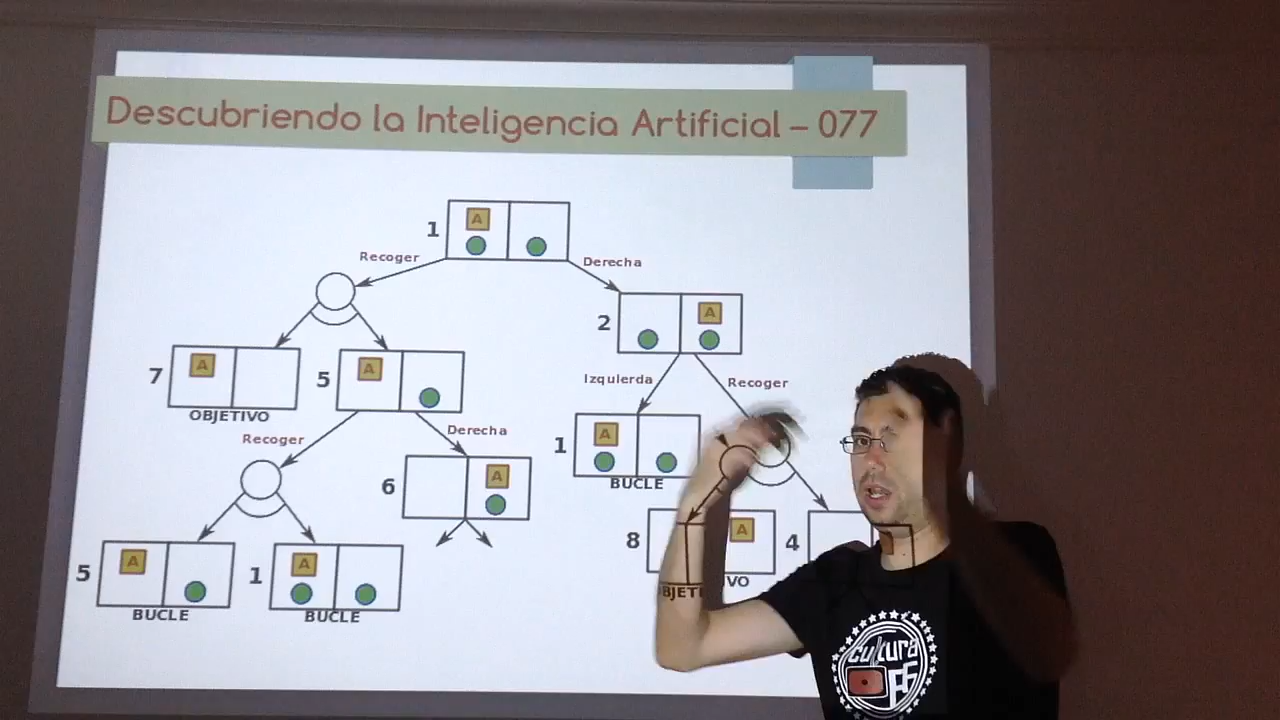 Descubriendo la Inteligencia Artificial – 077
1
A
Recoger
Derecha
2
A
7
A
OBJETIVO
5
A
Izquierda
Recoger
Recoger
Derecha
1
A
BUCLE
6
A
8
A
4
5
A
BUCLE
1
A
BUCLE
cultura